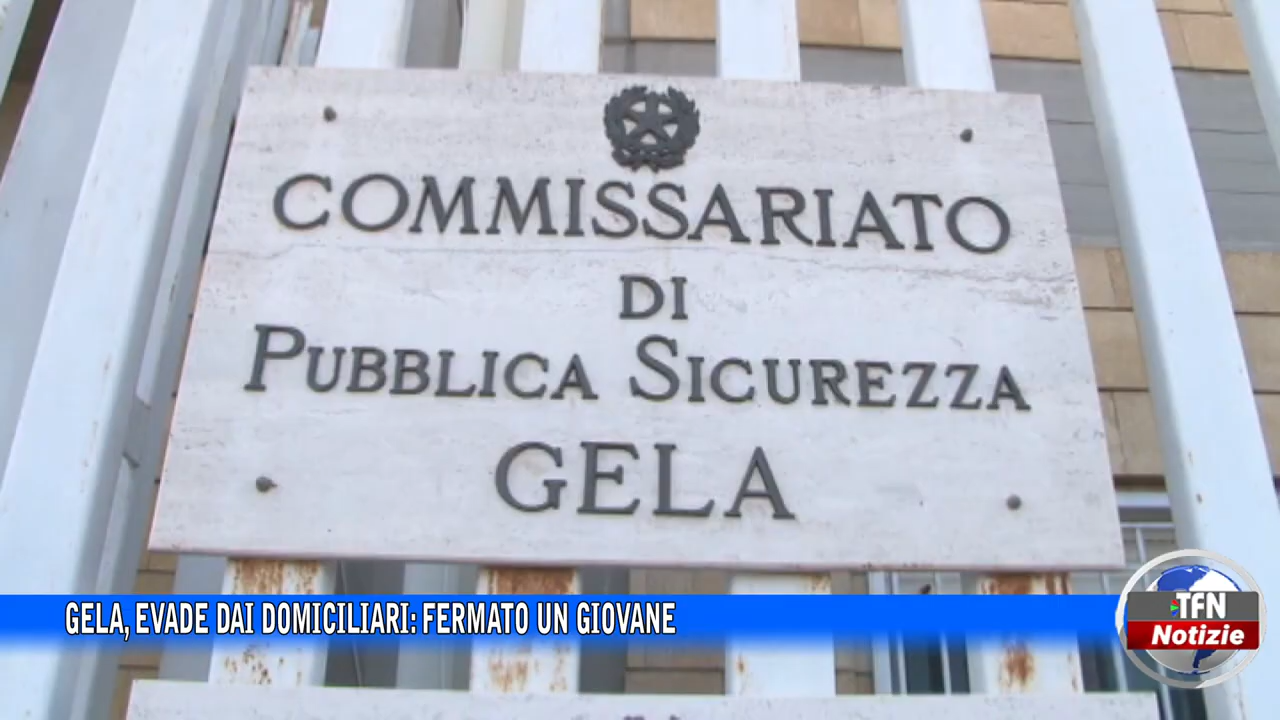 COMMISSARIATO
DI
PUBBLICA SICUREZZA
GELA
GELA, EVADE DAI DOMICILIARI: FERMATO UN GIOVANE
TFN
Notizie